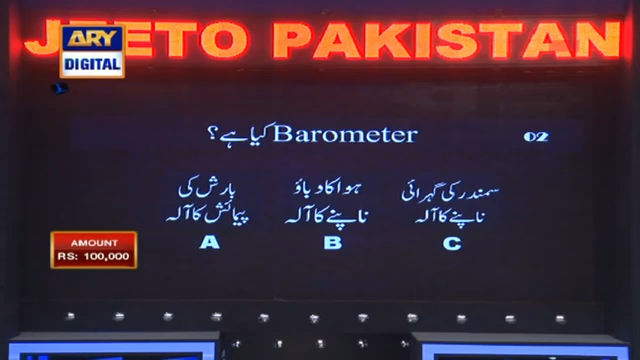 JEETO PAKISTAN
ARY
DIGITAL
Barometer کیا ہے؟
02
بارش کی
پیمائش کا آلہ
A
ہوا کا دباؤ
ناپنے کا آلہ
B
سمندر کی گہرائی
ناپنے کا آلہ
C
AMOUNT
RS: 100,000